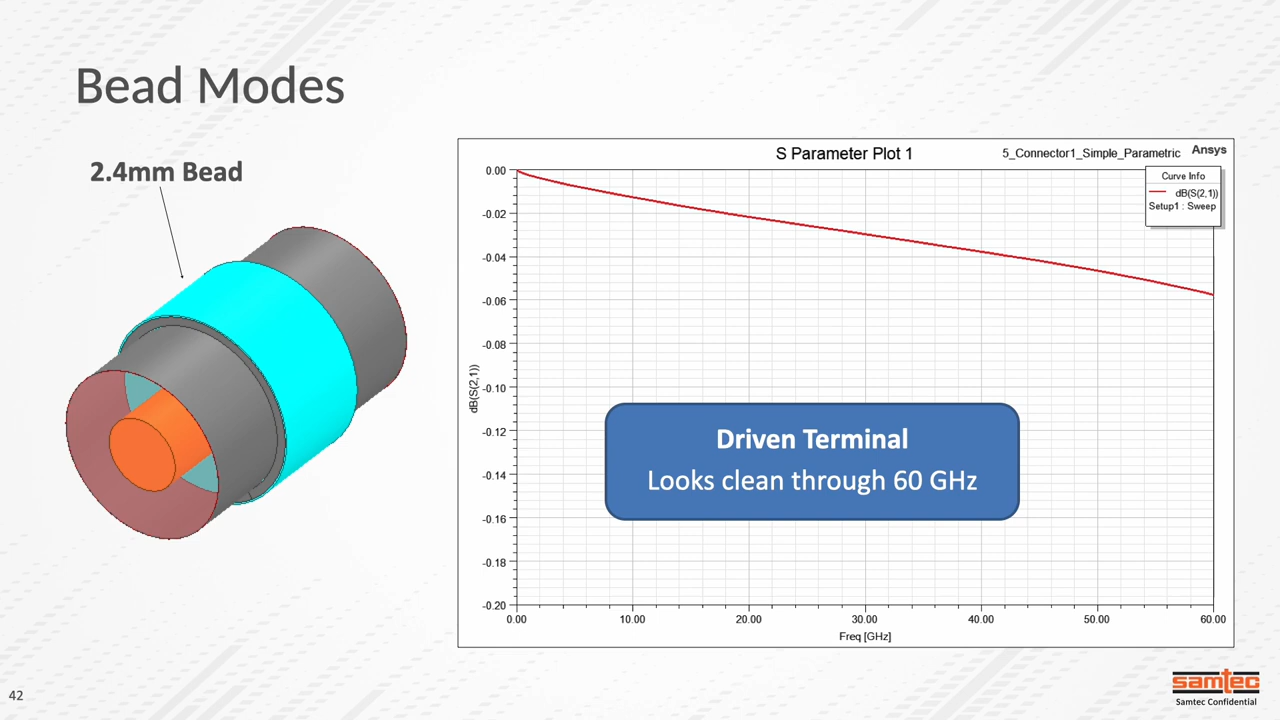 Bead Modes
2.4mm Bead
S Parameter Plot 1
5_Connector1_Simple_Parametric
Ansys
Curve Info
dB(S(2,1))
Setup1 : Sweep
0.00
-0.02
-0.04
-0.06
-0.08
-0.10
-0.12
-0.14
-0.16
-0.18
-0.20
dB(S(2,1))
Driven Terminal
Looks clean through 60 GHz
0.00 10.00 20.00 30.00 40.00 50.00 60.00
Freq [GHz]
42
samtec
Samtec Confidential